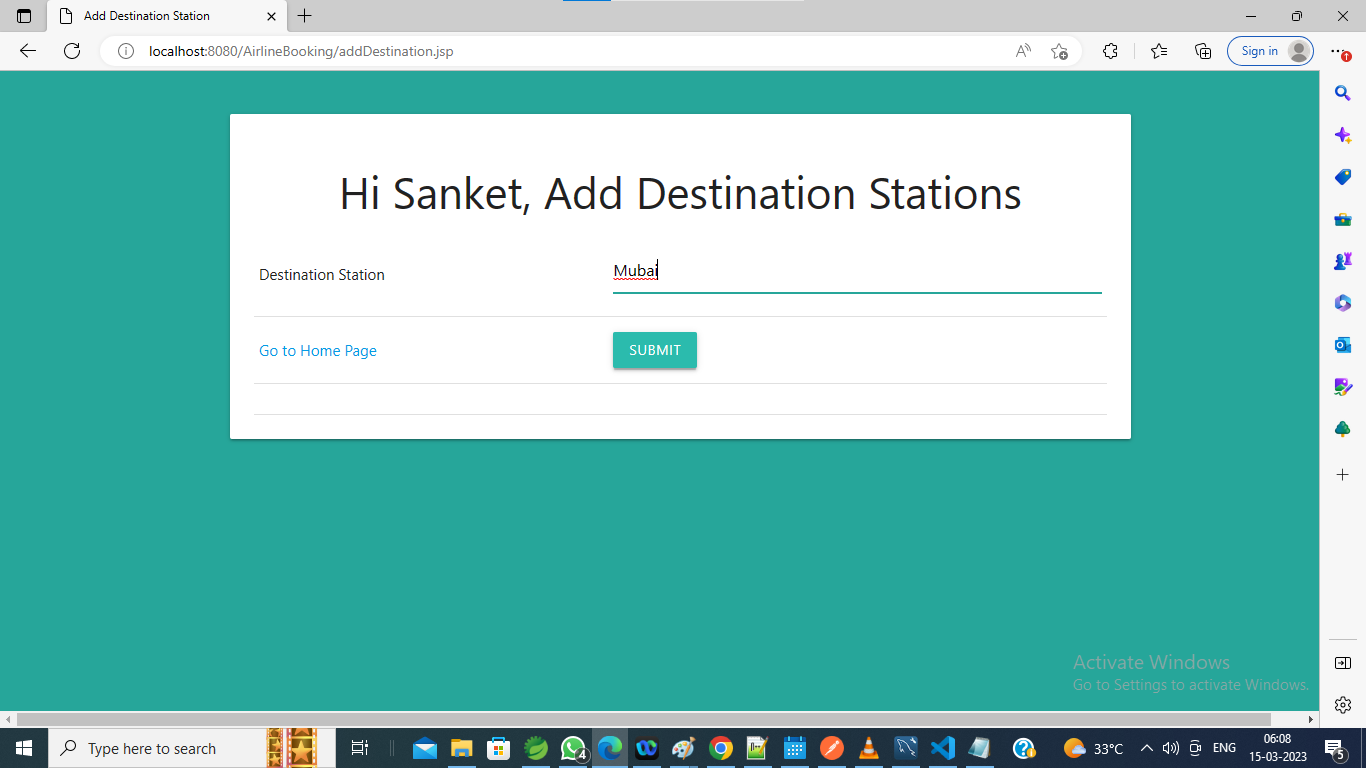 Add Destination Station
localhost:8080/AirlineBooking/addDestination.jsp
Sign in
Hi Sanket, Add Destination Stations
Destination Station
Mubai
Go to Home Page
SUBMIT
Activate Windows
Go to Settings to activate Windows.
Type here to search
4
33°C
ENG
06:08
15-03-2023
5